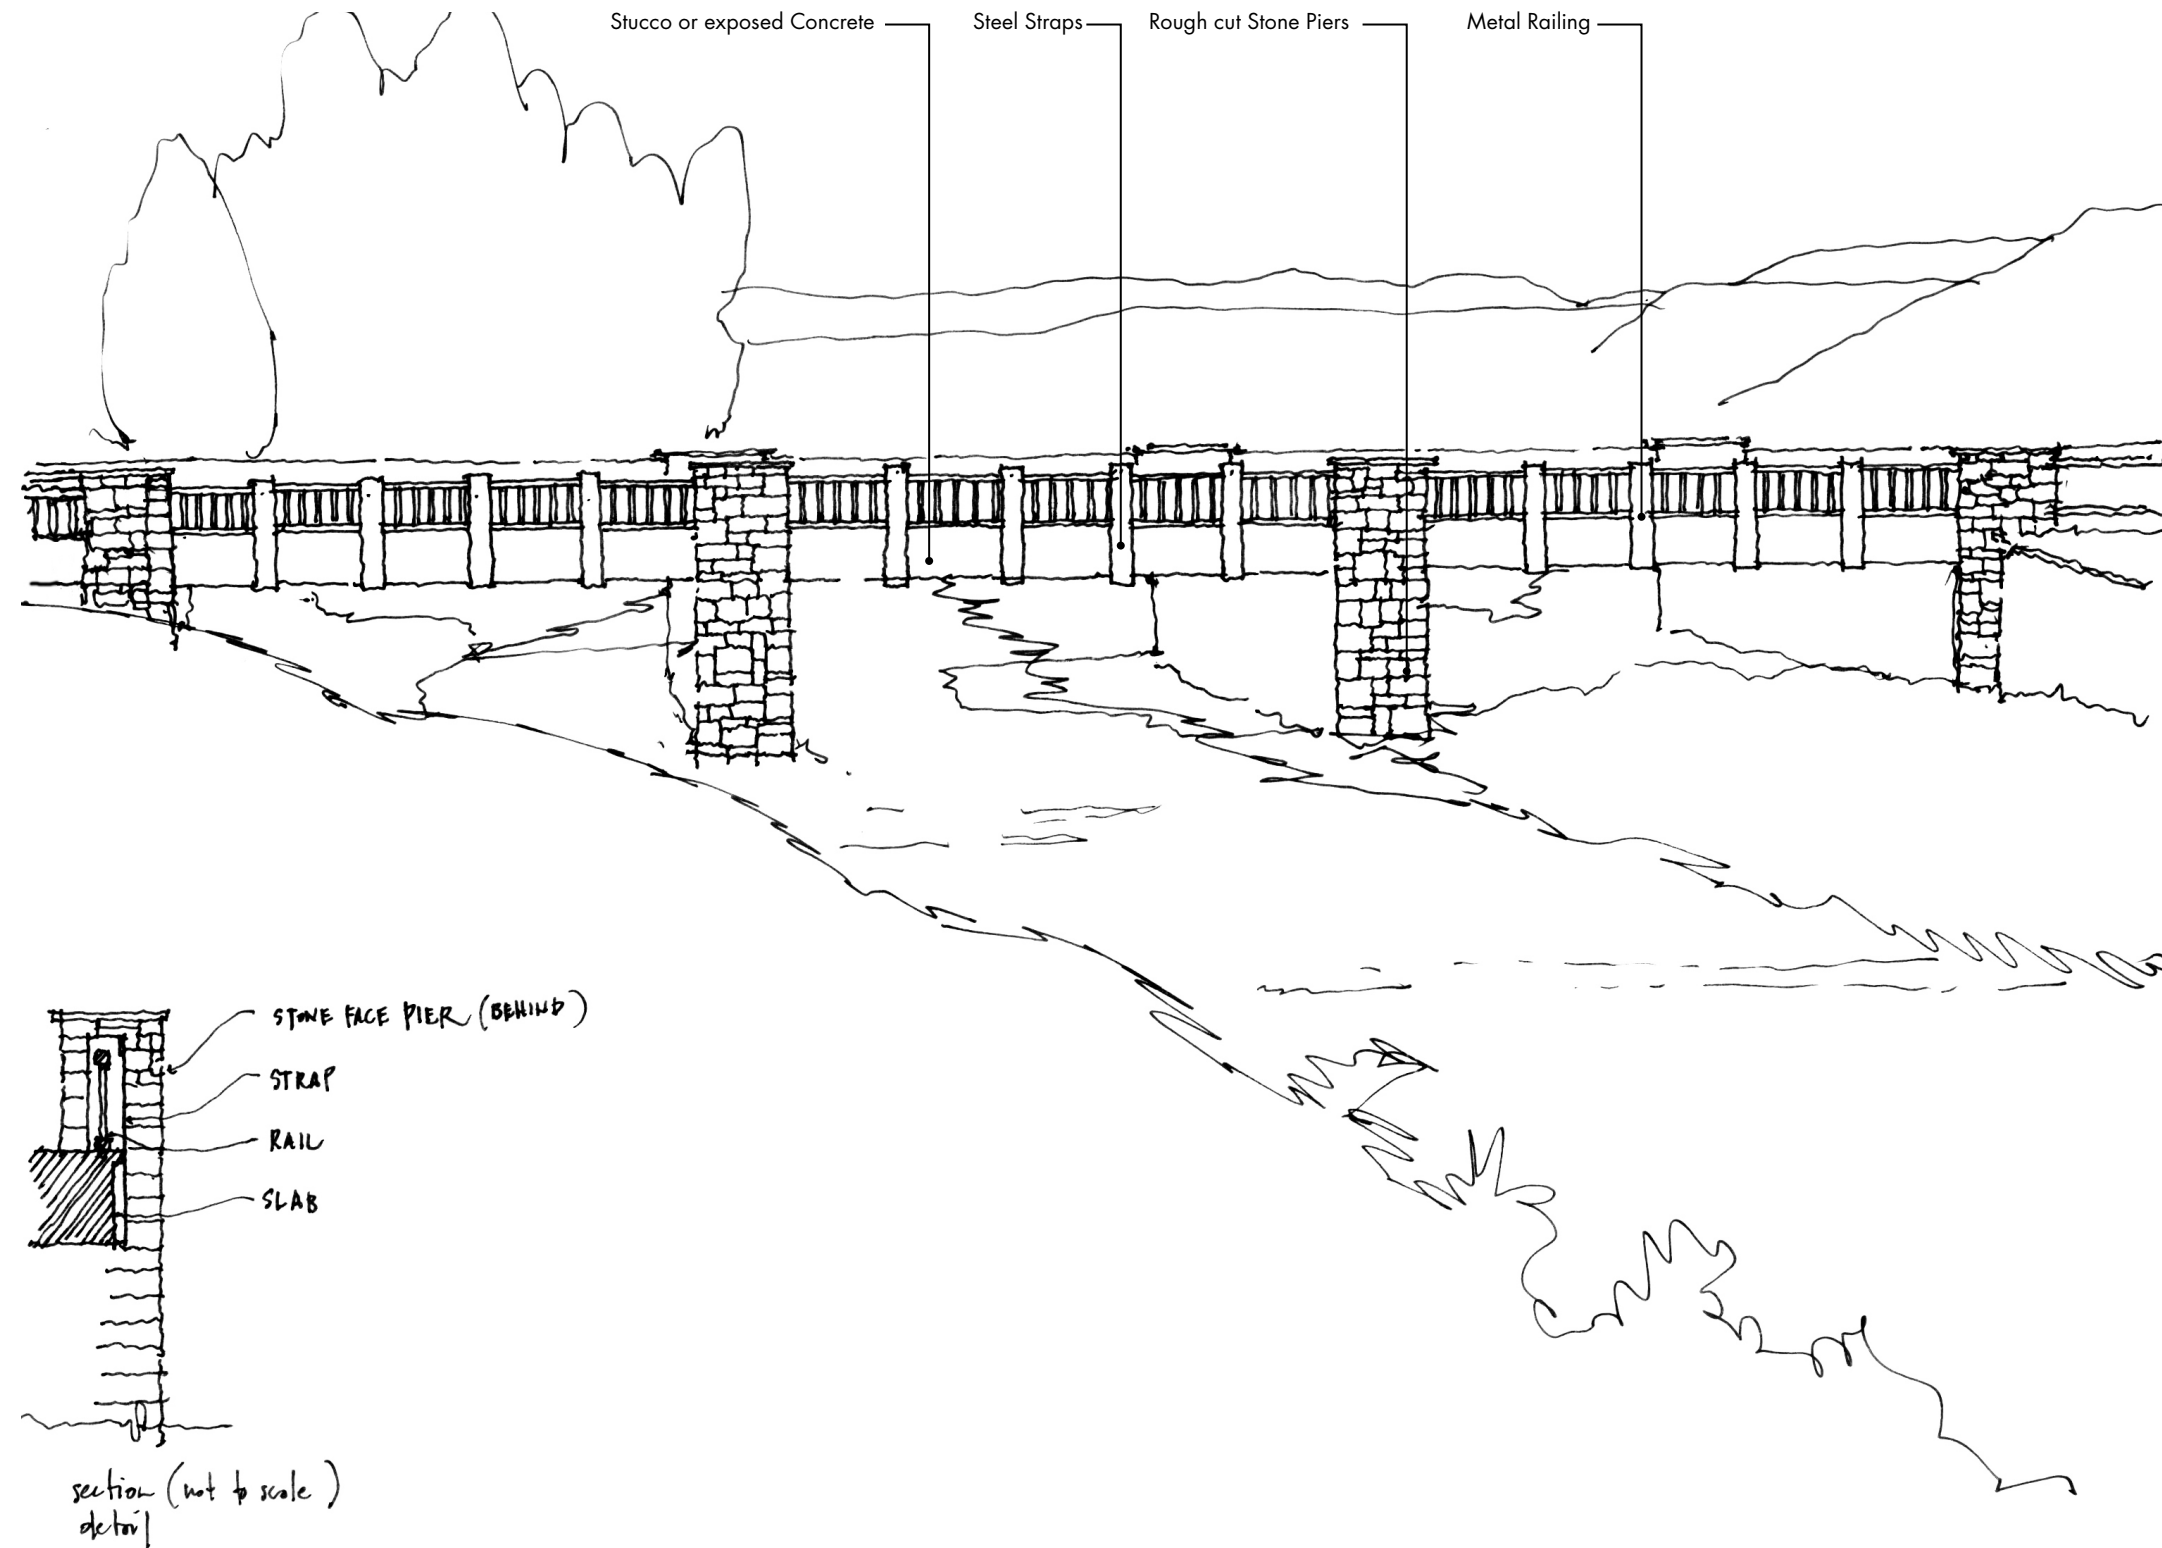 Stucco or exposed Concrete
Steel Straps
Rough cut Stone Piers
Metal Railing
STONE FACE PIER (BEHIND)
STRAP
RAIL
SLAB
section (not to scale)
detail